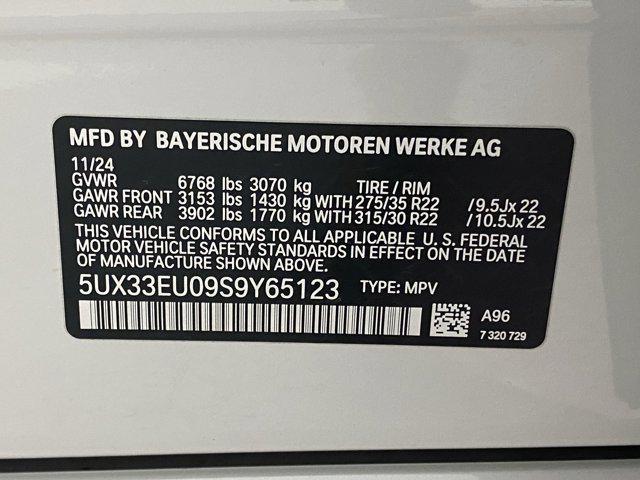 MFD BY BAYERISCHE MOTOREN WERKE AG
11/24
GVWR 6768 lbs 3070 kg TIRE / RIM
GAWR FRONT 3153 lbs 1430 kg WITH 275/35 R22 / 9.5Jx 22
GAWR REAR 3902 lbs 1770 kg WITH 315/30 R22 / 10.5Jx 22
THIS VEHICLE CONFORMS TO ALL APPLICABLE U. S. FEDERAL
MOTOR VEHICLE SAFETY STANDARDS IN EFFECT ON THE DATE
OF MANUFACTURE SHOWN ABOVE.
5UX33EU09S9Y65123 TYPE: MPV
A96
7 320 729